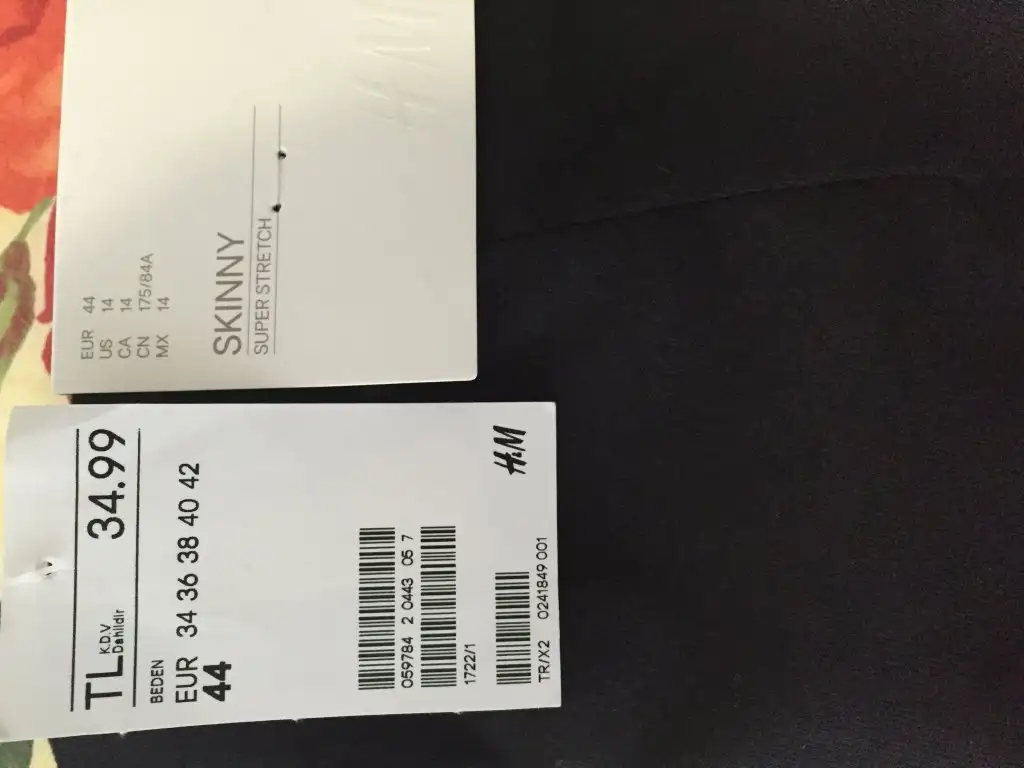 EUR 44
US 14
CA 14
CN 175/84A
MX 14
SKINNY
SUPER STRETCH
TL K.D.V Dahildir 34.99
BEDEN
EUR 34 36 38 40 42
44
059784 2 0443 05 7
1722/1
TR/X2 0241849 001
H&M